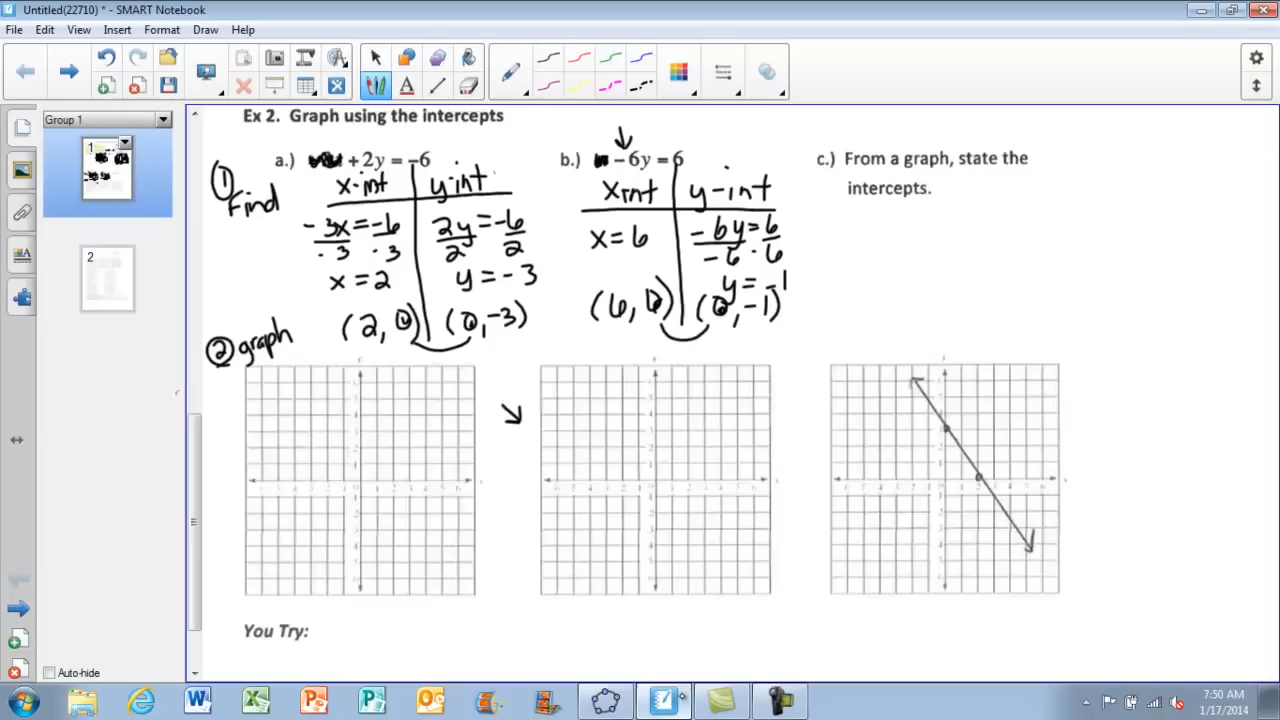 Untitled(22710) * - SMART Notebook
File Edit View Insert Format Draw Help
Group 1
1
2
Ex 2. Graph using the intercepts
a.) + 2y = -6
b.) - 6y = 6
c.) From a graph, state the
intercepts.
① Find
x-int
y-int
-3x = -6
-3 -3
x = 2
(2, 0)
2y = -6
2 2
y = -3
(0, -3)
x int
y-int
x = 6
(6, 0)
-6y = 6
-6 -6
y = -1
(0, -1)
② graph
You Try:
Auto-hide
7:50 AM
1/17/2014